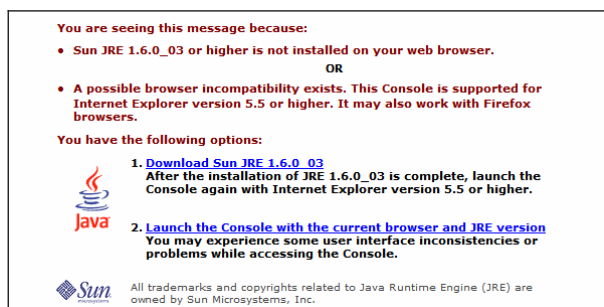 You are seeing this message because:
• Sun JRE 1.6.0_03 or higher is not installed on your web browser.
OR
• A possible browser incompatibility exists. This Console is supported for
Internet Explorer version 5.5 or higher. It may also work with Firefox
browsers.
You have the following options:
1. Download Sun JRE 1.6.0_03
After the installation of JRE 1.6.0_03 is complete, launch the
Console again with Internet Explorer version 5.5 or higher.
Java
2. Launch the Console with the current browser and JRE version
You may experience some user interface inconsistencies or
problems while accessing the Console.
Sun
microsystems
All trademarks and copyrights related to Java Runtime Engine (JRE) are
owned by Sun Microsystems, Inc.